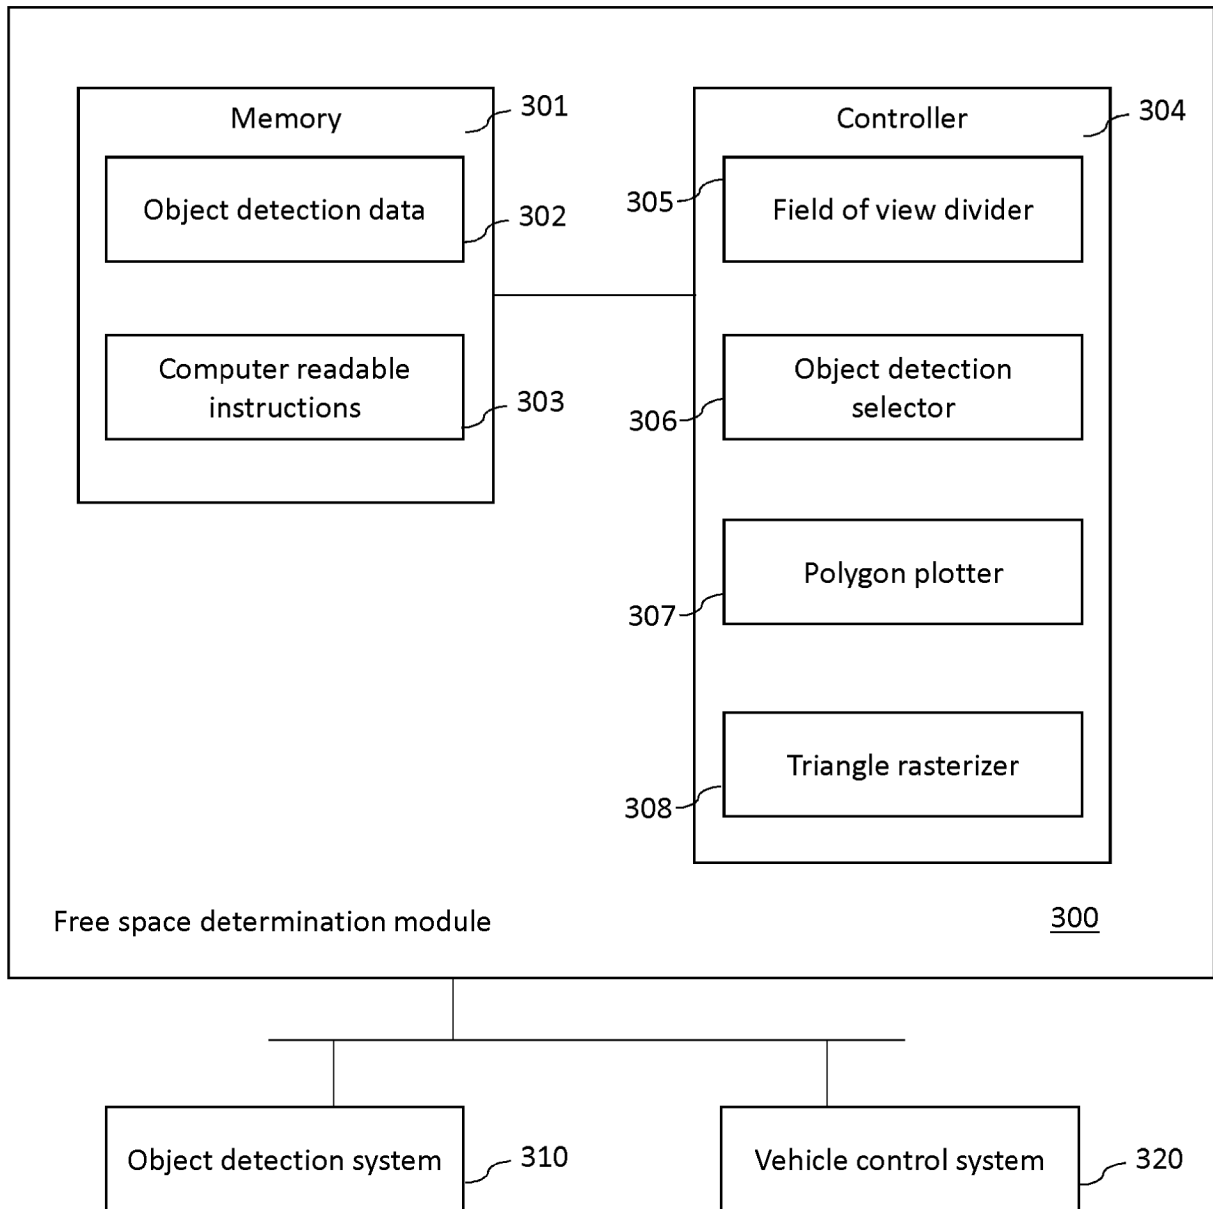 Memory
301
Object detection data
302
Computer readable
instructions
303
Controller
304
305
Field of view divider
Object detection
selector
306
Polygon plotter
307
Triangle rasterizer
308
Free space determination module
300
Object detection system
310
Vehicle control system
320